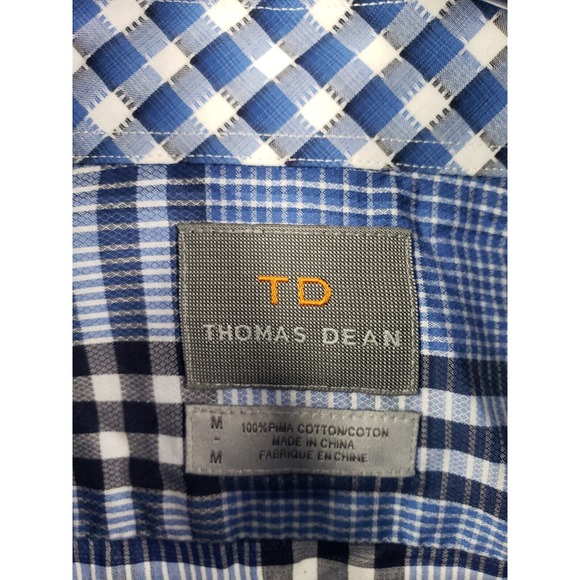 TD
THOMAS DEAN
M 100% PIMA COTTON/COTON
- MADE IN CHINA
M FABRIQUE EN CHINE